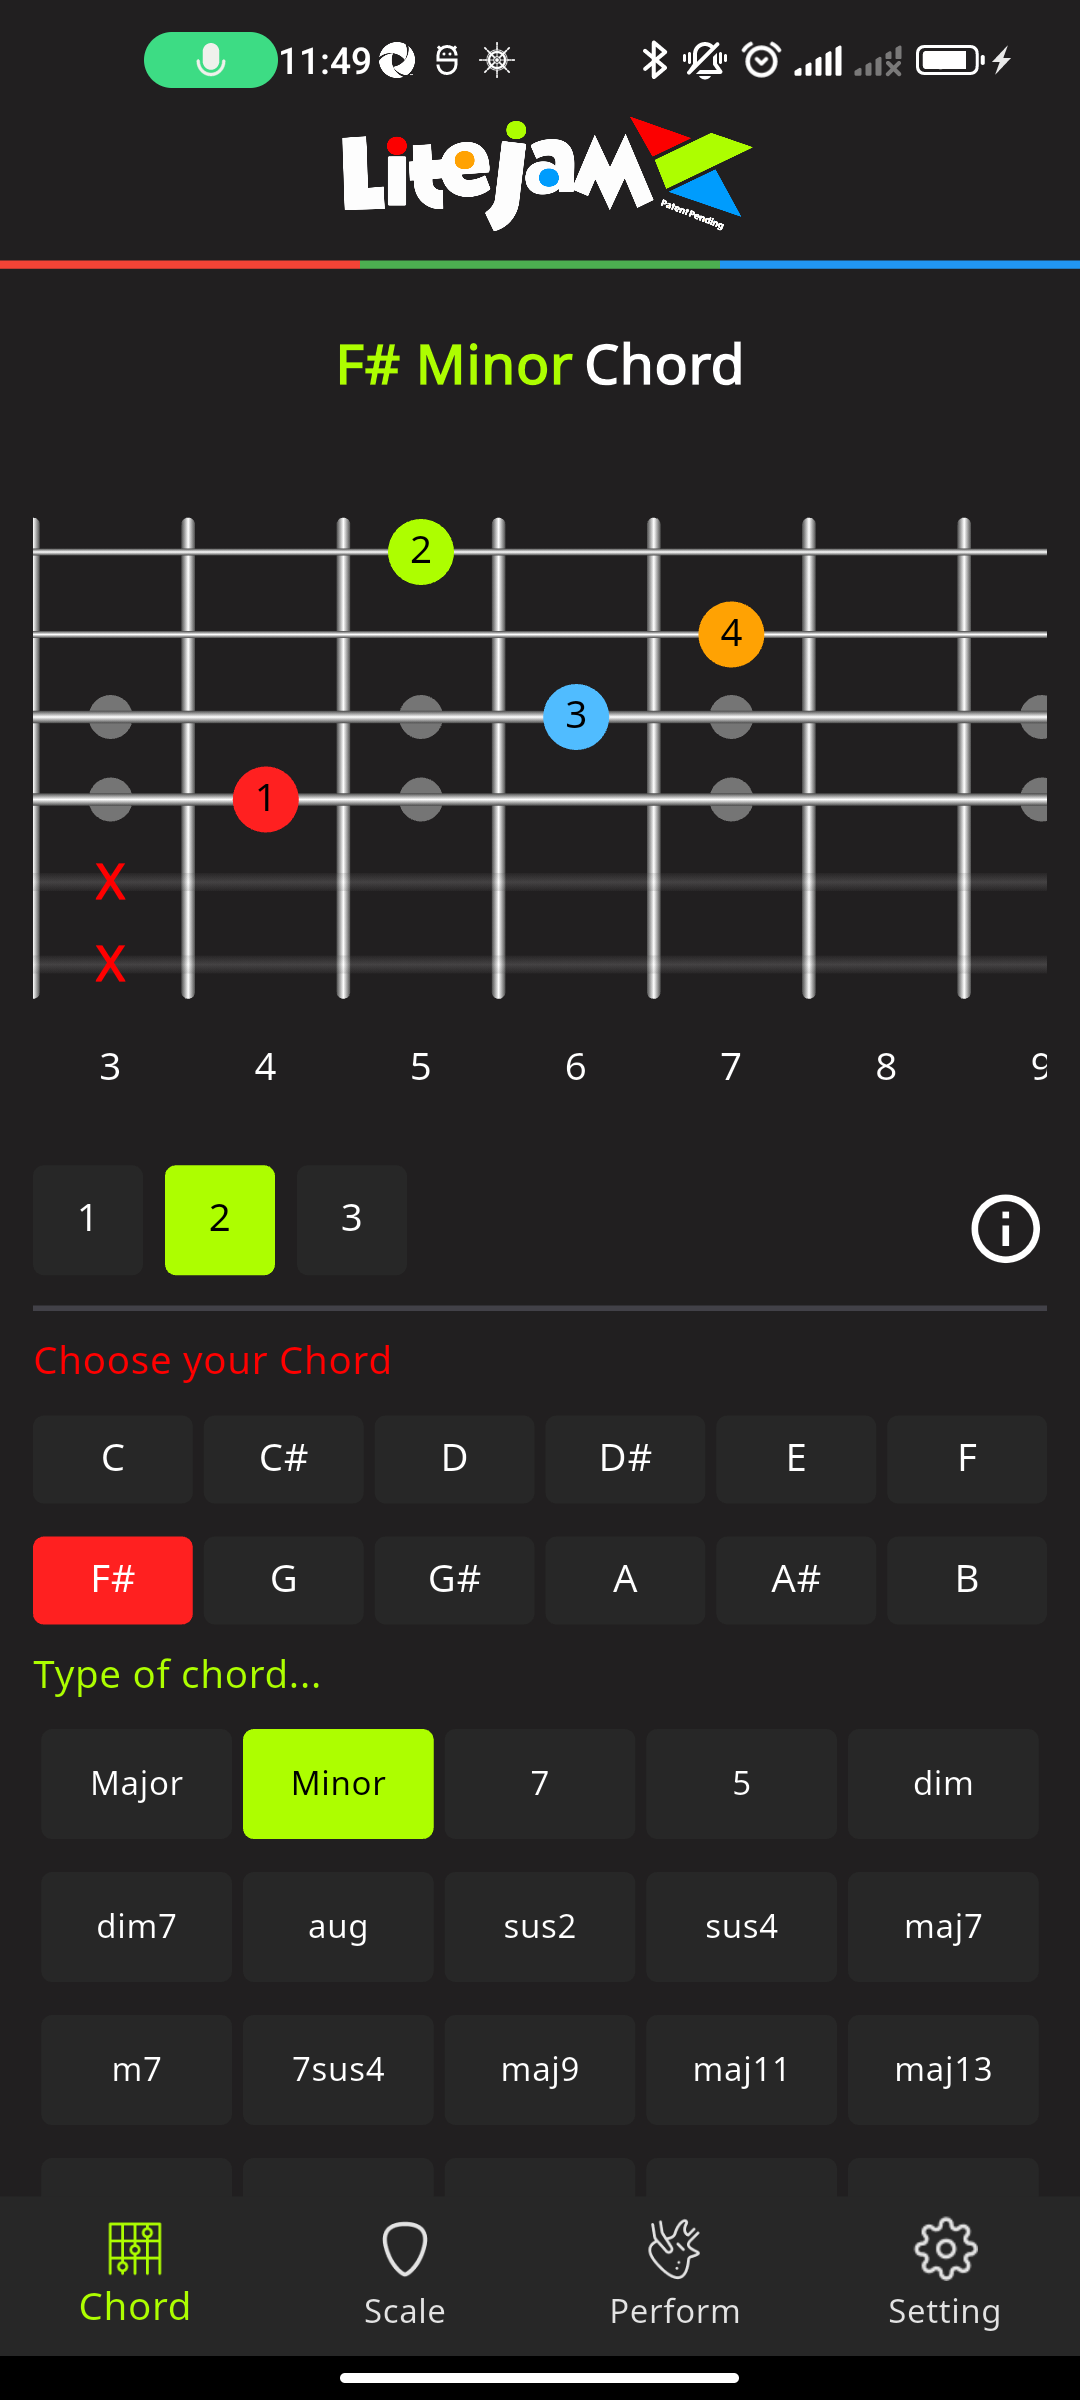 11:49
Litejam
Patent Pending
F# Minor Chord
2
4
3
1
X
X
3 4 5 6 7 8 9
1 2 3
Choose your Chord
C C# D D# E F
F# G G# A A# B
Type of chord...
Major Minor 7 5 dim
dim7 aug sus2 sus4 maj7
m7 7sus4 maj9 maj11 maj13
Chord Scale Perform Setting